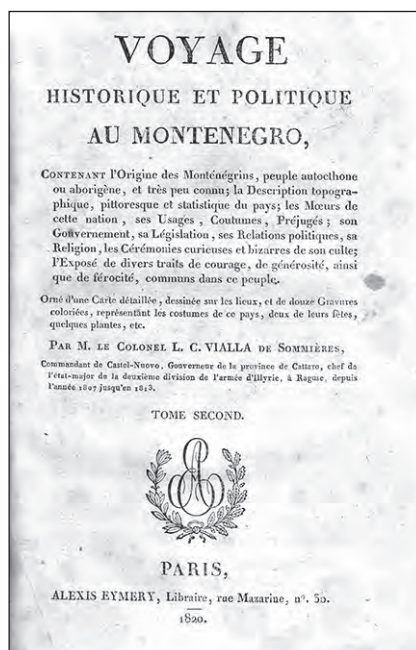 VOYAGE
HISTORIQUE ET POLITIQUE
AU MONTENEGRO,
CONTENANT l'Origine des Monténégrins, peuple autocthone
ou aborigène, et très peu connu; la Description topogra-
phique, pittoresque et statistique du pays; les Mœurs de
cette nation, ses Usages, Coutumes, Préjugés; son
Gouvernement, sa Législation, ses Relations politiques, sa
Religion, les Cérémonies curieuses et bizarres de son culte;
l'Exposé de divers traits de courage, de générosité, ainsi
que de férocité, communs dans ce peuple.
Orné d'une Carte détaillée, dessinée sur les lieux, et de douze Gravures
coloriées, représentant les costumes de ce pays, deux de leurs fêtes,
quelques plantes, etc.
PAR M. LE COLONEL L. C. VIALLA DE SOMMIÈRES,
Commandant de Castel-Nuovo, Gouverneur de la province de Cattaro, chef de
l'état-major de la deuxième division de l'armée d'Illyrie, à Raguse, depuis
l'année 1807 jusqu'en 1813.
TOME SECOND.
PARIS,
ALEXIS EYMERY, Libraire, rue Mazarine, n°. 30.
1820.